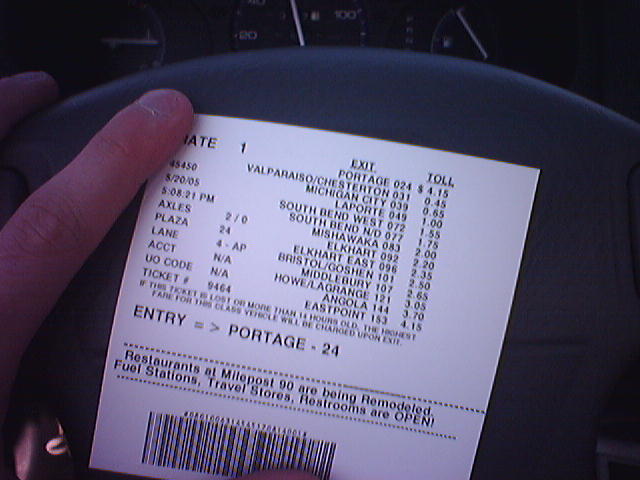 ATE 1
EXIT TOLL
PORTAGE 024 $ 4.15
VALPARAISO/CHESTERTON 031 0.45
MICHIGAN CITY 039 0.65
LAPORTE 049 1.00
SOUTH BEND WEST 072 1.55
SOUTH BEND N/D 077 1.75
MISHAWAKA 083 2.00
ELKHART 092 2.20
ELKHART EAST 096 2.35
BRISTOL/GOSHEN 101 2.50
MIDDLEBURY 107 2.65
HOWE/LAGRANGE 121 3.05
ANGOLA 144 3.70
EASTPOINT 153 4.15
45450
5/20/05
5:08:21 PM
AXLES 2 / 0
PLAZA 24
LANE 4 - AP
ACCT N/A
UO CODE N/A
TICKET # 9464
IF THIS TICKET IS LOST OR MORE THAN 14 HOURS OLD, THE HIGHEST
FARE FOR THIS CLASS VEHICLE WILL BE CHARGED UPON EXIT.
ENTRY = > PORTAGE - 24
Restaurants at Milepost 90 are being Remodeled.
Fuel Stations, Travel Stores, Restrooms are OPEN!
20
100